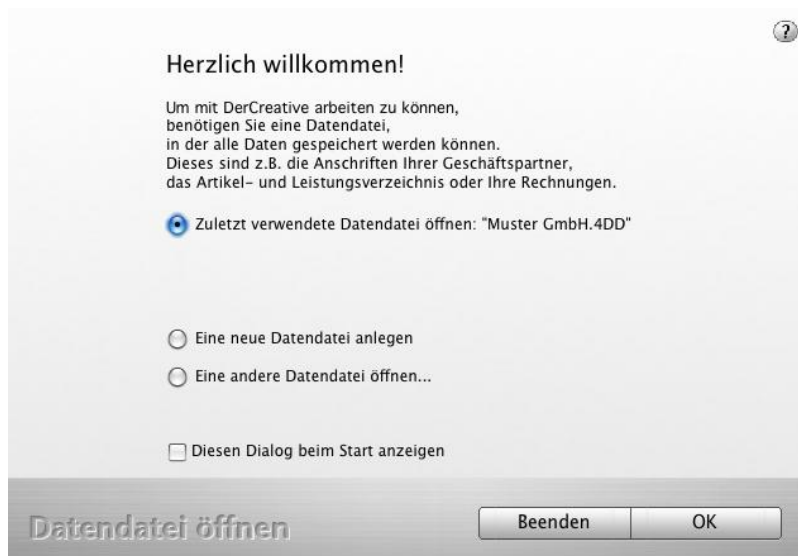 ?
Herzlich willkommen!
Um mit DerCreative arbeiten zu können,
benötigen Sie eine Datendatei,
in der alle Daten gespeichert werden können.
Dieses sind z.B. die Anschriften Ihrer Geschäftspartner,
das Artikel- und Leistungsverzeichnis oder Ihre Rechnungen.
Zuletzt verwendete Datendatei öffnen: "Muster GmbH.4DD"
Eine neue Datendatei anlegen
Eine andere Datendatei öffnen...
Diesen Dialog beim Start anzeigen
Datendatei öffnen
Beenden
OK